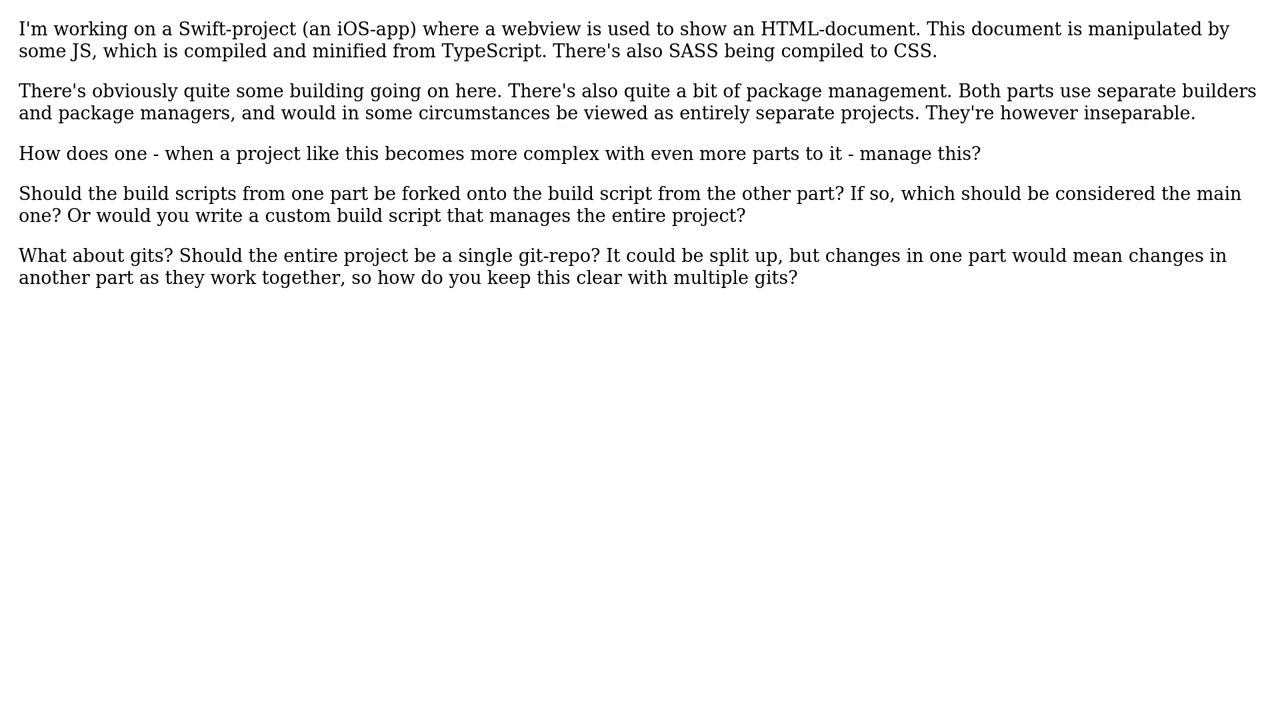 I'm working on a Swift-project (an iOS-app) where a webview is used to show an HTML-document. This document is manipulated by
some JS, which is compiled and minified from TypeScript. There's also SASS being compiled to CSS.
There's obviously quite some building going on here. There's also quite a bit of package management. Both parts use separate builders
and package managers, and would in some circumstances be viewed as entirely separate projects. They're however inseparable.
How does one - when a project like this becomes more complex with even more parts to it - manage this?
Should the build scripts from one part be forked onto the build script from the other part? If so, which should be considered the main
one? Or would you write a custom build script that manages the entire project?
What about gits? Should the entire project be a single git-repo? It could be split up, but changes in one part would mean changes in
another part as they work together, so how do you keep this clear with multiple gits?